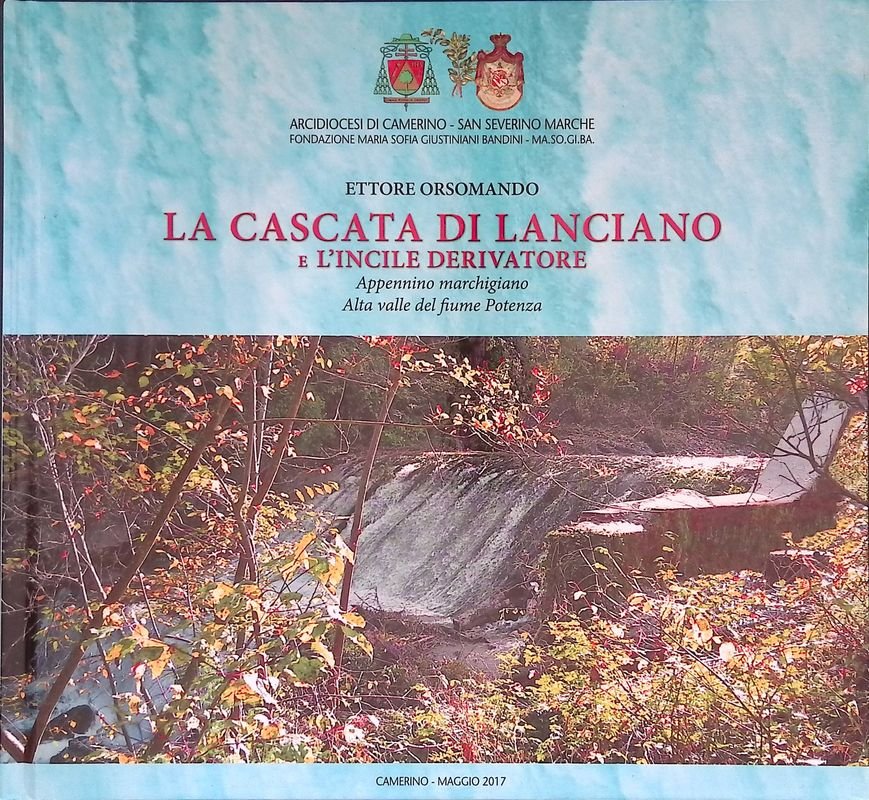 ARCIDIOCESI DI CAMERINO - SAN SEVERINO MARCHE
FONDAZIONE MARIA SOFIA GIUSTINIANI BANDINI - MA.SO.GI.BA.
ETTORE ORSOMANDO
LA CASCATA DI LANCIANO
E L'INCILE DERIVATORE
Appennino marchigiano
Alta valle del fiume Potenza
CAMERINO - MAGGIO 2017